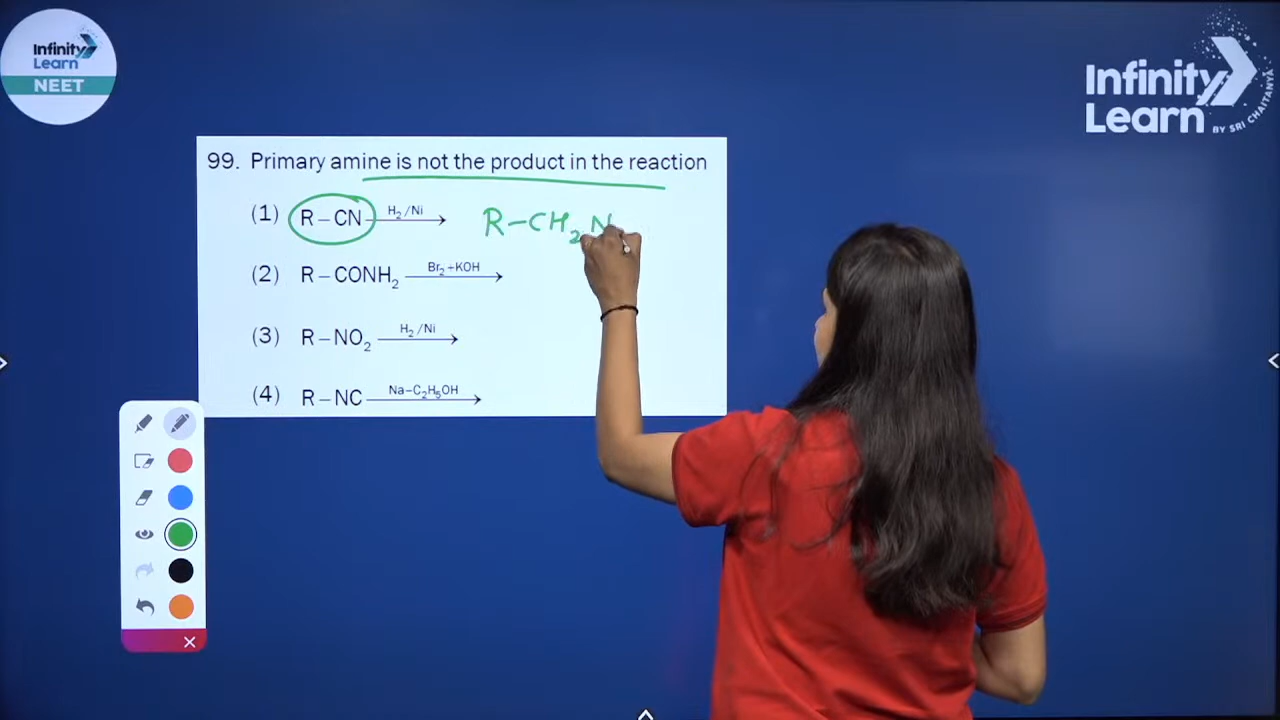 Infinity
Learn
NEET
Infinity
Learn
BY SRI CHAITANYA
99. Primary amine is not the product in the reaction
(1) R – CN H₂/Ni → R–CH₂N
(2) R – CONH₂ Br₂+KOH →
(3) R – NO₂ H₂/Ni →
(4) R – NC Na–C₂H₅OH →